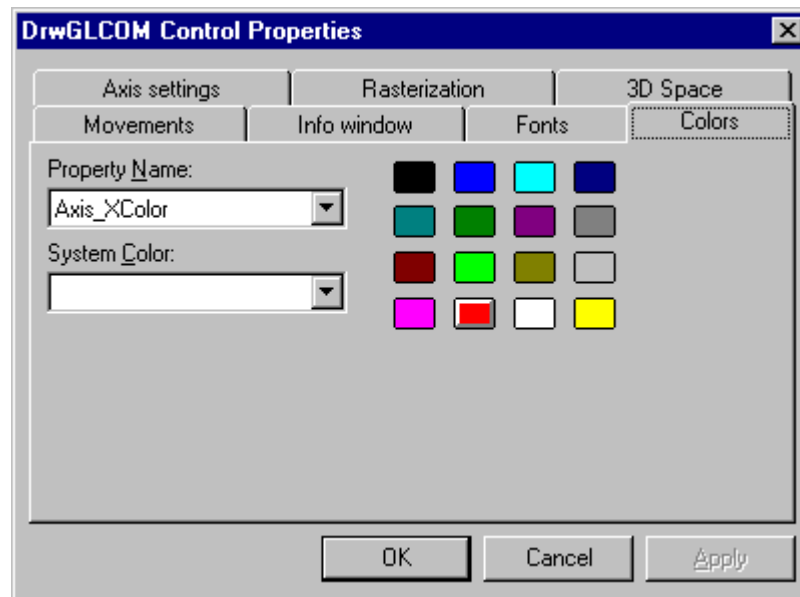 DrwGLCOM Control Properties
Axis settings Rasterization 3D Space
Movements Info window Fonts Colors
Property Name:
Axis_XColor
System Color:
OK Cancel Apply